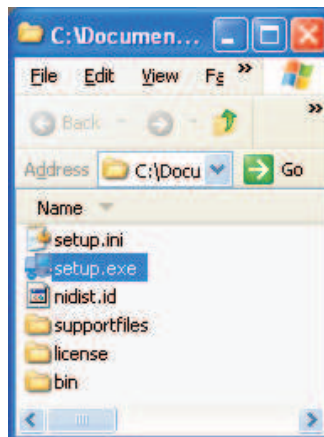 C:\Documen...
File Edit View Fa »
Back »
Address C:\Docu Go
Name
setup.ini
setup.exe
nidist.id
supportfiles
license
bin